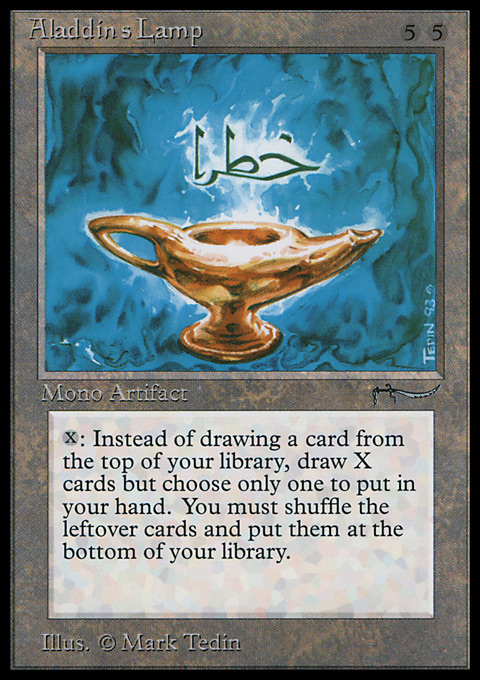 Aladdin's Lamp 5 5
خطرا
TEDIN 93 ©
Mono Artifact
X: Instead of drawing a card from
the top of your library, draw X
cards but choose only one to put in
your hand. You must shuffle the
leftover cards and put them at the
bottom of your library.
Illus. © Mark Tedin